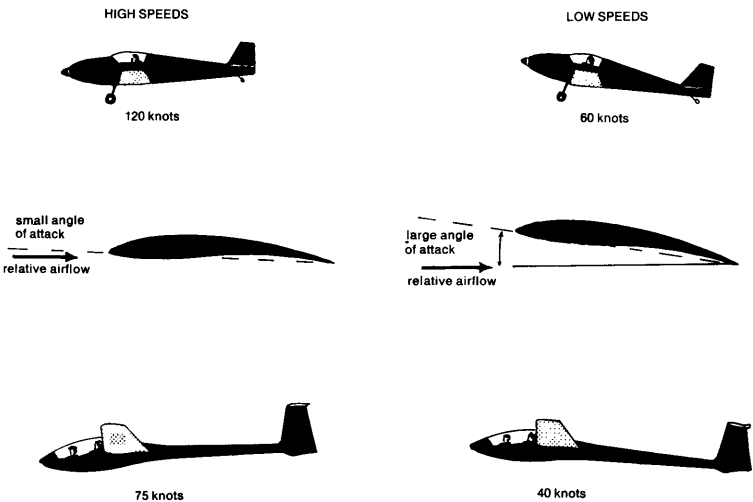 HIGH SPEEDS
LOW SPEEDS
120 knots
60 knots
small angle
of attack
relative airflow
large angle
of attack
relative airflow
75 knots
40 knots